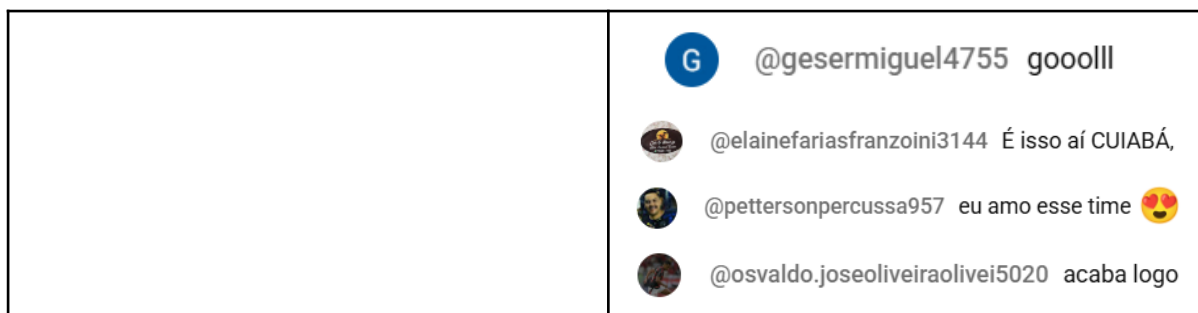 G @gesermiguel4755 gooolll
@elainefariasfranzoini3144 É isso aí CUIABÁ,
@pettersonpercussa957 eu amo esse time 😍
@osvaldo.joseoliveiraolivei5020 acaba logo